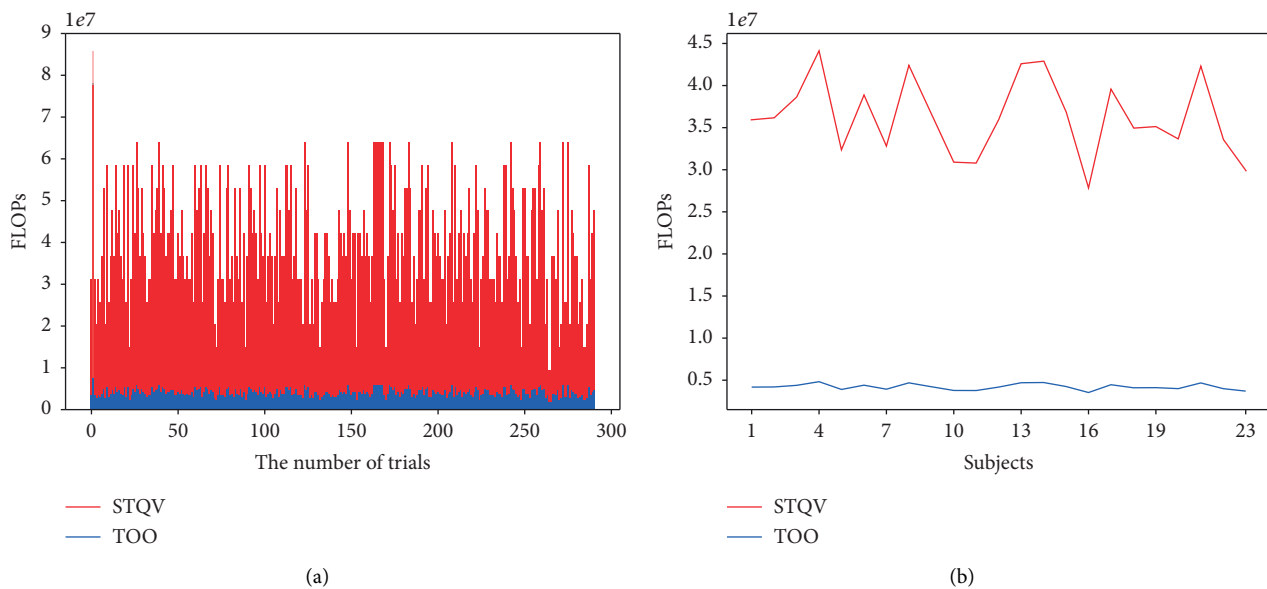 1e7
9
8
7
6
5
4
3
2
1
0
FLOPs
0
50
100
150
200
250
300
The number of trials
STQV
TOO
(a)
1e7
4.5
4.0
3.5
3.0
2.5
2.0
1.5
1.0
0.5
FLOPs
1
4
7
10
13
16
19
23
Subjects
STQV
TOO
(b)